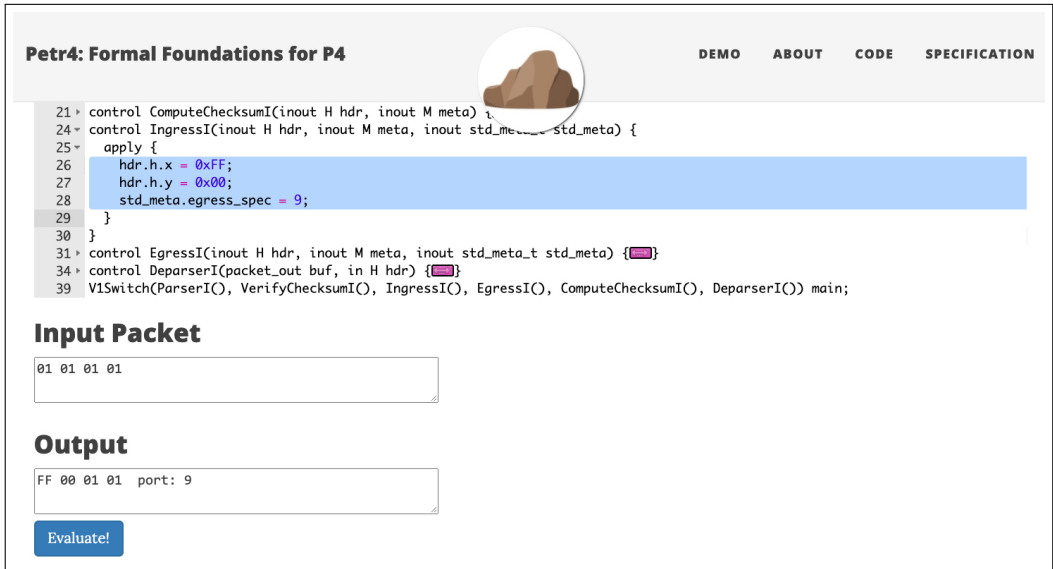 Petr4: Formal Foundations for P4
DEMO ABOUT CODE SPECIFICATION
21 control ComputeChecksumI(inout H hdr, inout M meta) {
24 control IngressI(inout H hdr, inout M meta, inout std_meta_t std_meta) {
25 apply {
26 hdr.h.x = 0xFF;
27 hdr.h.y = 0x00;
28 std_meta.egress_spec = 9;
29 }
30 }
31 control EgressI(inout H hdr, inout M meta, inout std_meta_t std_meta) {}
34 control DeparserI(packet_out buf, in H hdr) {}
39 V1Switch(ParserI(), VerifyChecksumI(), IngressI(), EgressI(), ComputeChecksumI(), DeparserI()) main;
Input Packet
01 01 01 01
Output
FF 00 01 01 port: 9
Evaluate!